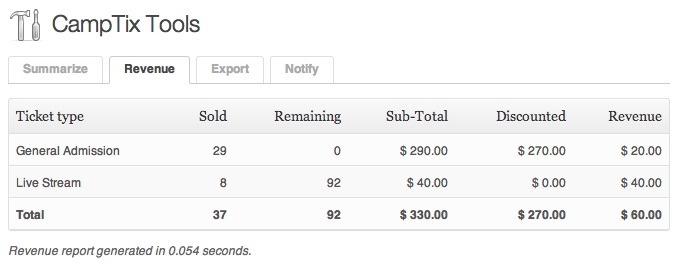 CampTix Tools
Summarize Revenue Export Notify
Ticket type Sold Remaining Sub-Total Discounted Revenue
General Admission 29 0 $ 290.00 $ 270.00 $ 20.00
Live Stream 8 92 $ 40.00 $ 0.00 $ 40.00
Total 37 92 $ 330.00 $ 270.00 $ 60.00
Revenue report generated in 0.054 seconds.